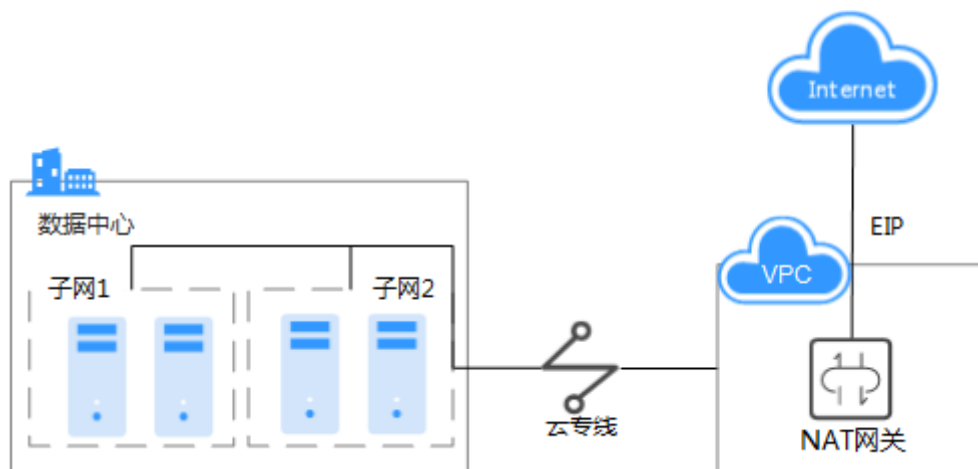 Internet
数据中心
EIP
子网1
子网2
VPC
云专线
NAT网关